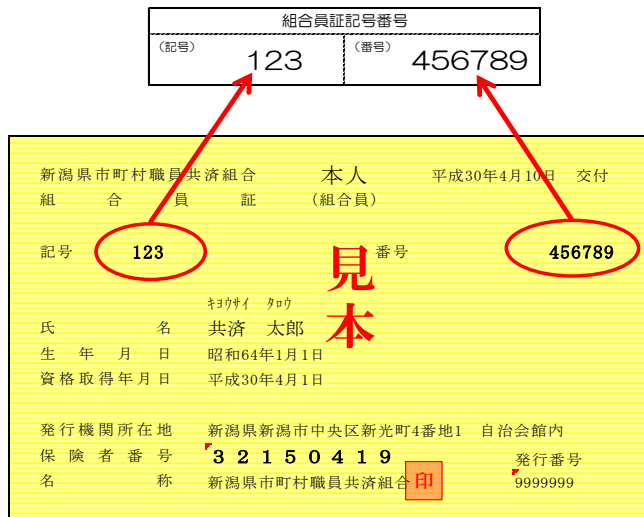 組合員証記号番号
（記号） 123 （番号） 456789
新潟県市町村職員共済組合 本人 平成30年4月10日 交付
組合員証 （組合員）
記号 123 番号 456789
見本
ｷﾖｳｻｲ ﾀﾛｳ
氏名 共済 太郎
生年月日 昭和64年1月1日
資格取得年月日 平成30年4月1日
発行機関所在地 新潟県新潟市中央区新光町4番地1 自治会館内
保険者番号 32150419 発行番号
名称 新潟県市町村職員共済組合 印 9999999